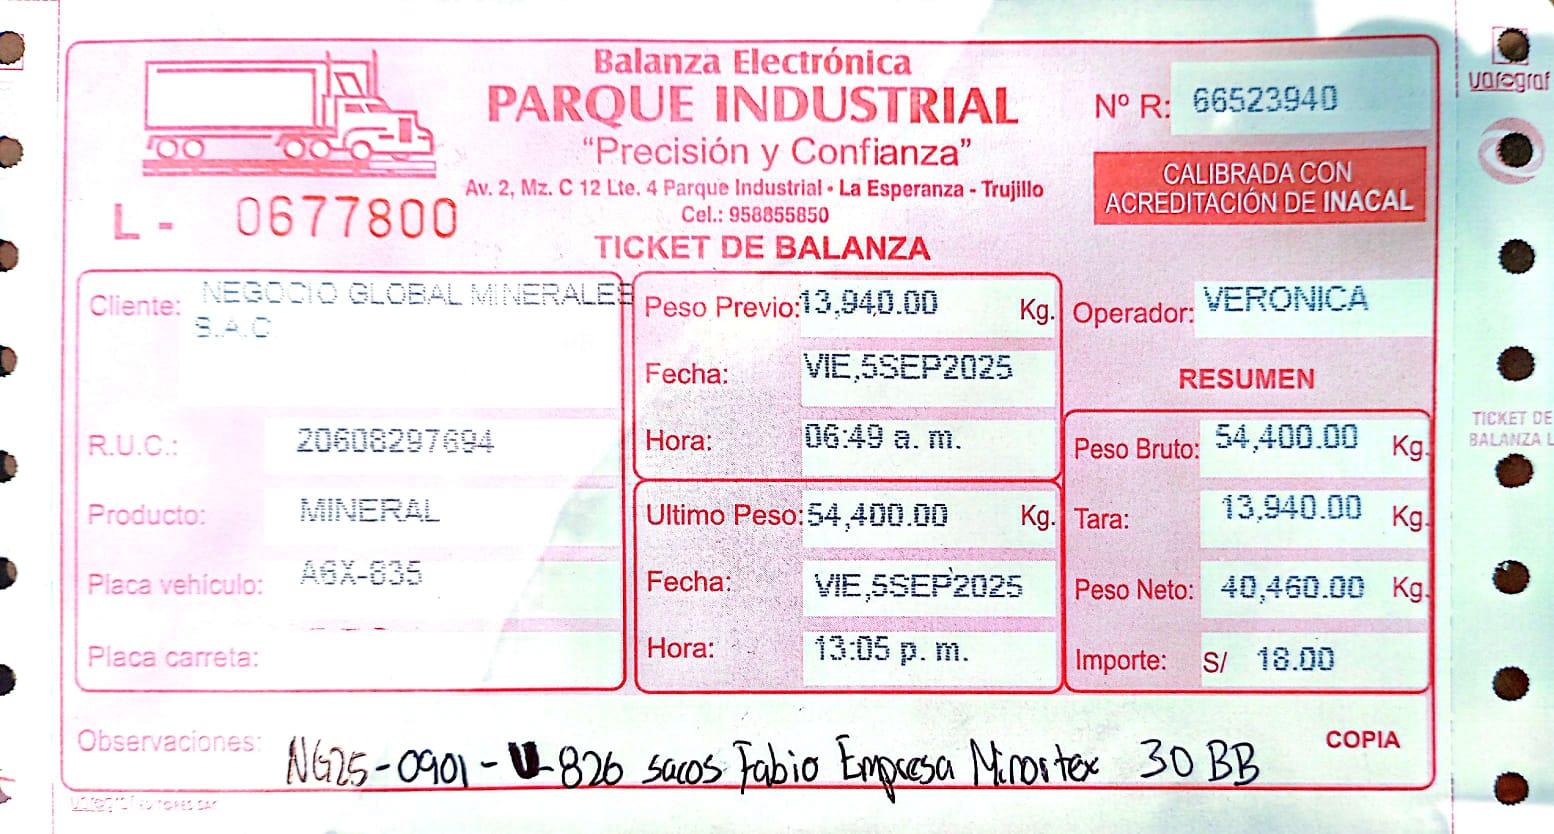 Balanza Electrónica
PARQUE INDUSTRIAL
"Precisión y Confianza"
Av. 2, Mz. C 12 Lte. 4 Parque Industrial • La Esperanza - Trujillo
Cel.: 958855850
TICKET DE BALANZA
L - 0677800
Nº R: 66523940
CALIBRADA CON
ACREDITACIÓN DE INACAL
varegraf
Cliente: NEGOCIO GLOBAL MINERALES
S.A.C
R.U.C.: 20608297694
Producto: MINERAL
Placa vehículo: A6X-835
Placa carreta:
Peso Previo: 13,940.00 Kg.
Fecha: VIE,5SEP2025
Hora: 06:49 a. m.
Ultimo Peso: 54,400.00 Kg.
Fecha: VIE,5SEP2025
Hora: 13:05 p. m.
Operador: VERONICA
RESUMEN
Peso Bruto: 54,400.00 Kg.
Tara: 13,940.00 Kg.
Peso Neto: 40,460.00 Kg.
Importe: S/ 18.00
TICKET DE
BALANZA L
Observaciones: NG25-0901- 826 sacos Fabio Empresa 30 BB
COPIA